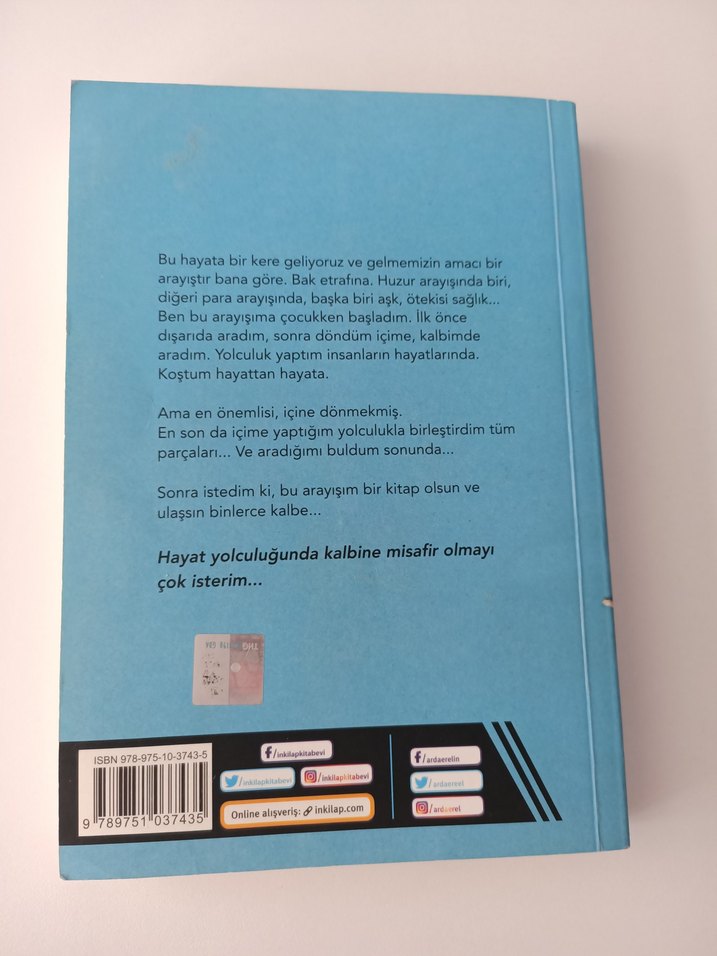 Bu hayata bir kere geliyoruz ve gelmemizin amacı bir
arayıştır bana göre. Bak etrafına. Huzur arayışında biri,
diğeri para arayışında, başka biri aşk, ötekisi sağlık...
Ben bu arayışıma çocukken başladım. İlk önce
dışarıda aradım, sonra döndüm içime, kalbimde
aradım. Yolculuk yaptım insanların hayatlarında.
Koştum hayattan hayata.
Ama en önemlisi, içine dönmekmiş.
En son da içime yaptığım yolculukla birleştirdim tüm
parçaları... Ve aradığımı buldum sonunda...
Sonra istedim ki, bu arayışım bir kitap olsun ve
ulaşsın binlerce kalbe...
Hayat yolculuğunda kalbine misafir olmayı
çok isterim...
ISBN 978-975-10-3743-5
9 789751 037435
/inkilapkitabevi
/inkilapkitabevi
/inkilapkitabevi
Online alışveriş: inkilap.com
/ardaerelin
/ardaereel
/ardaerel